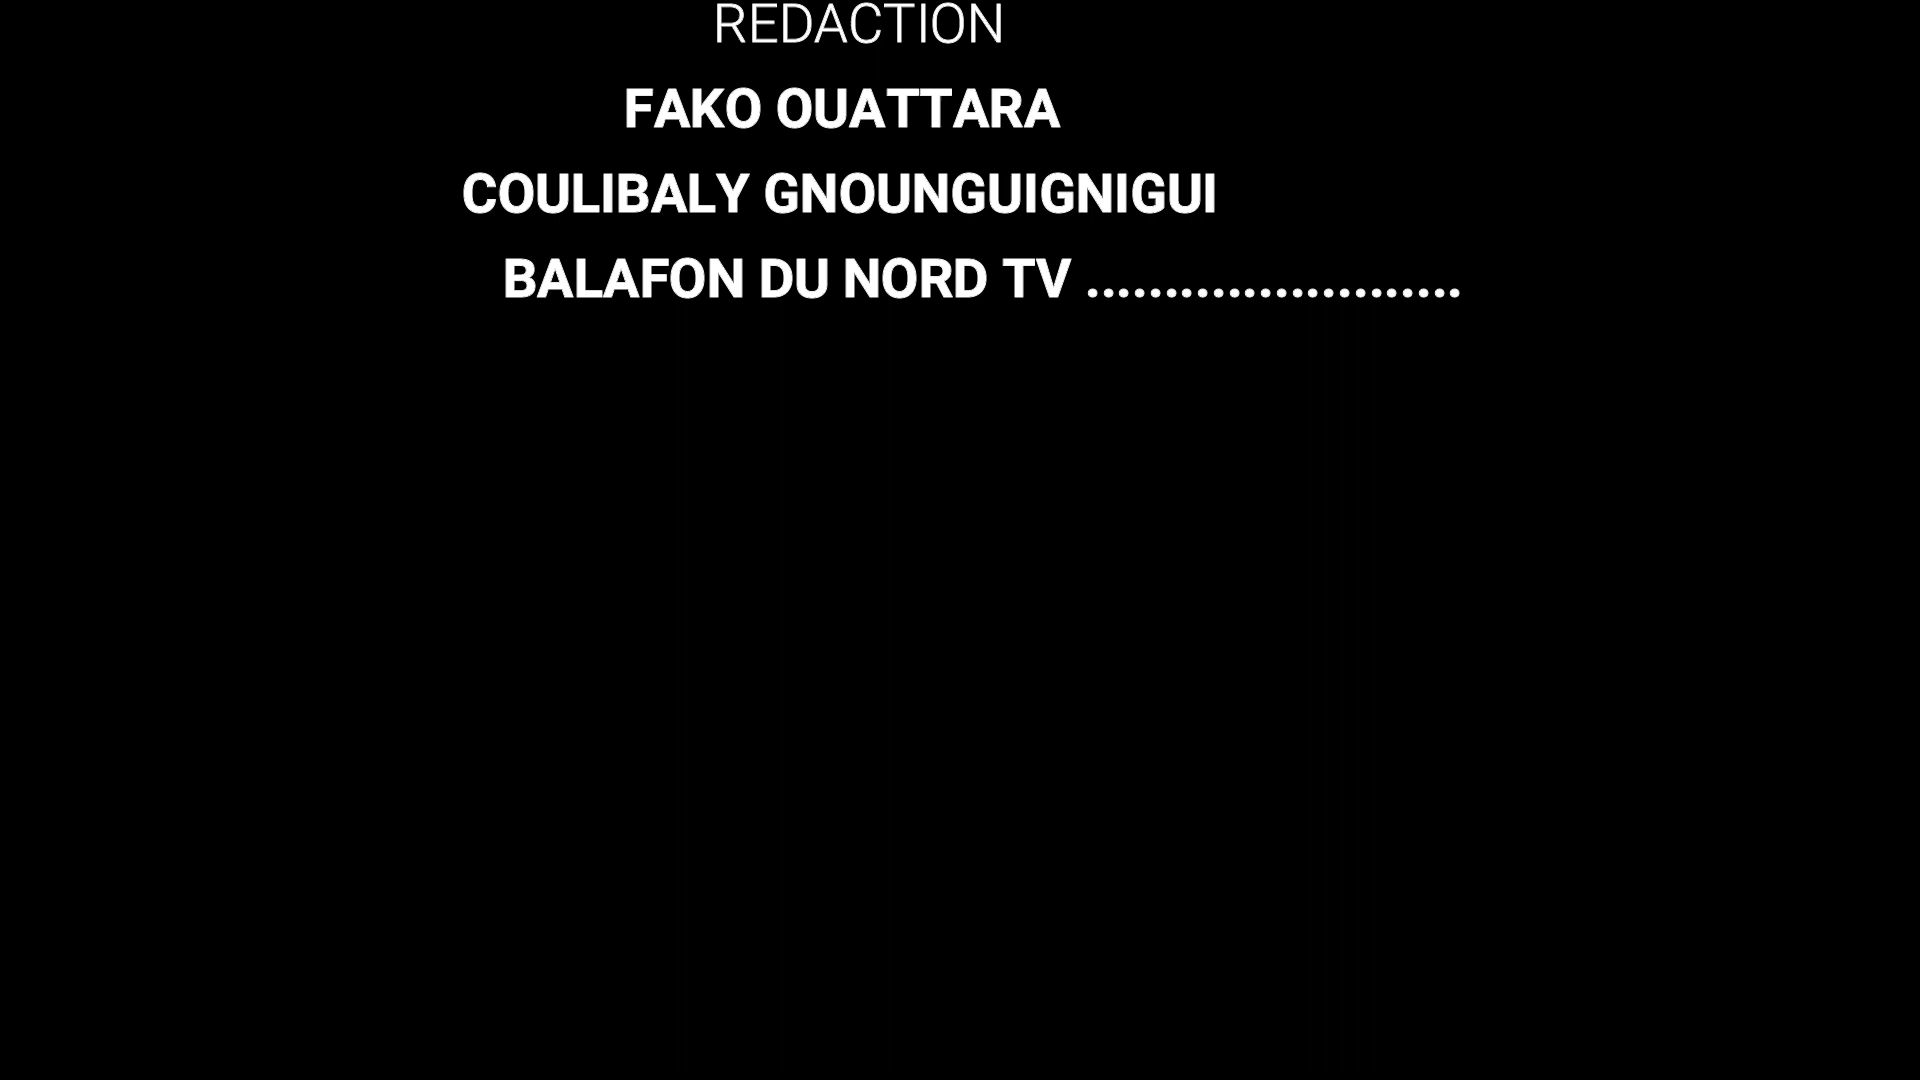 REDACTION
FAKO OUATTARA
COULIBALY GNOUNGUIGNIGUI
BALAFON DU NORD TV ........................